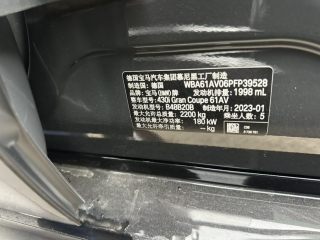 德国宝马汽车集团慕尼黑工厂制造
制造国: 德国 WBA61AV06PFP39528
品牌: 宝马(BMW)牌 发动机排量: 1998 mL
整车型号: 430i Gran Coupe 61AV
发动机型号: B48B20B 制造年月: 2023-01
最大允许总质量: 2200 kg 乘坐人数: 5
发动机最大净功率: 180 kW
最大允许 -- kg